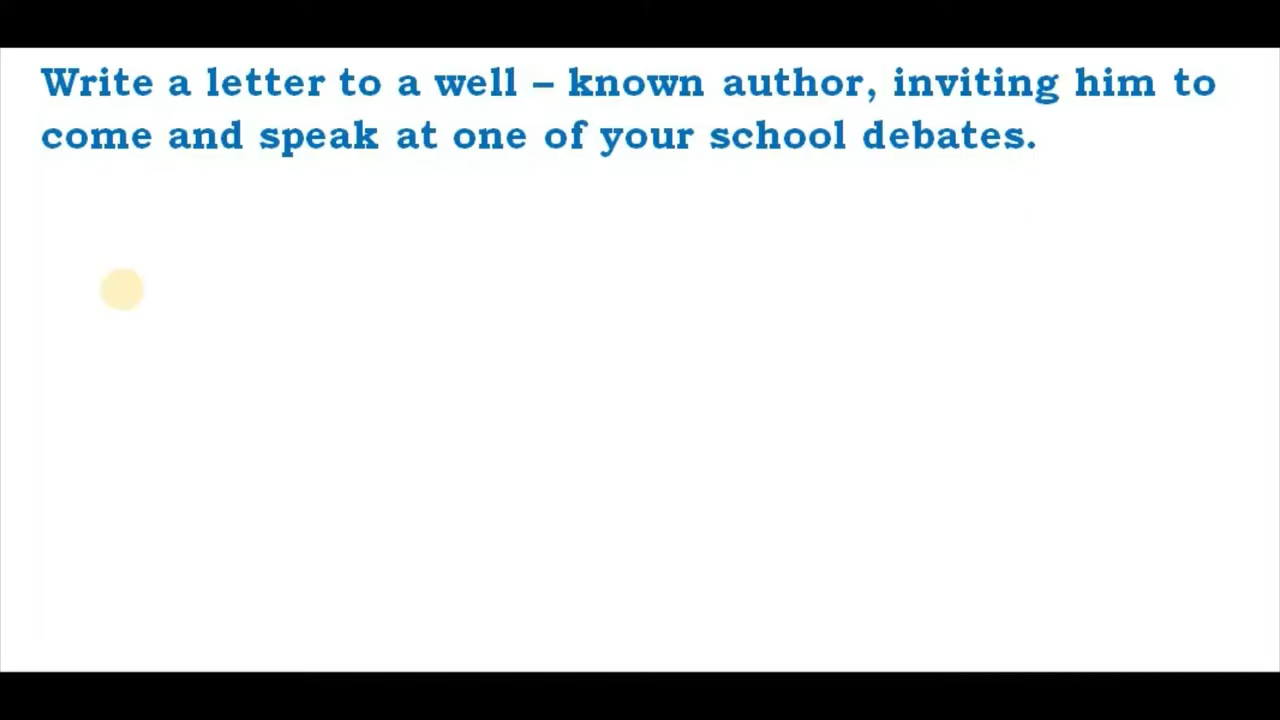 Write a letter to a well – known author, inviting him to
come and speak at one of your school debates.